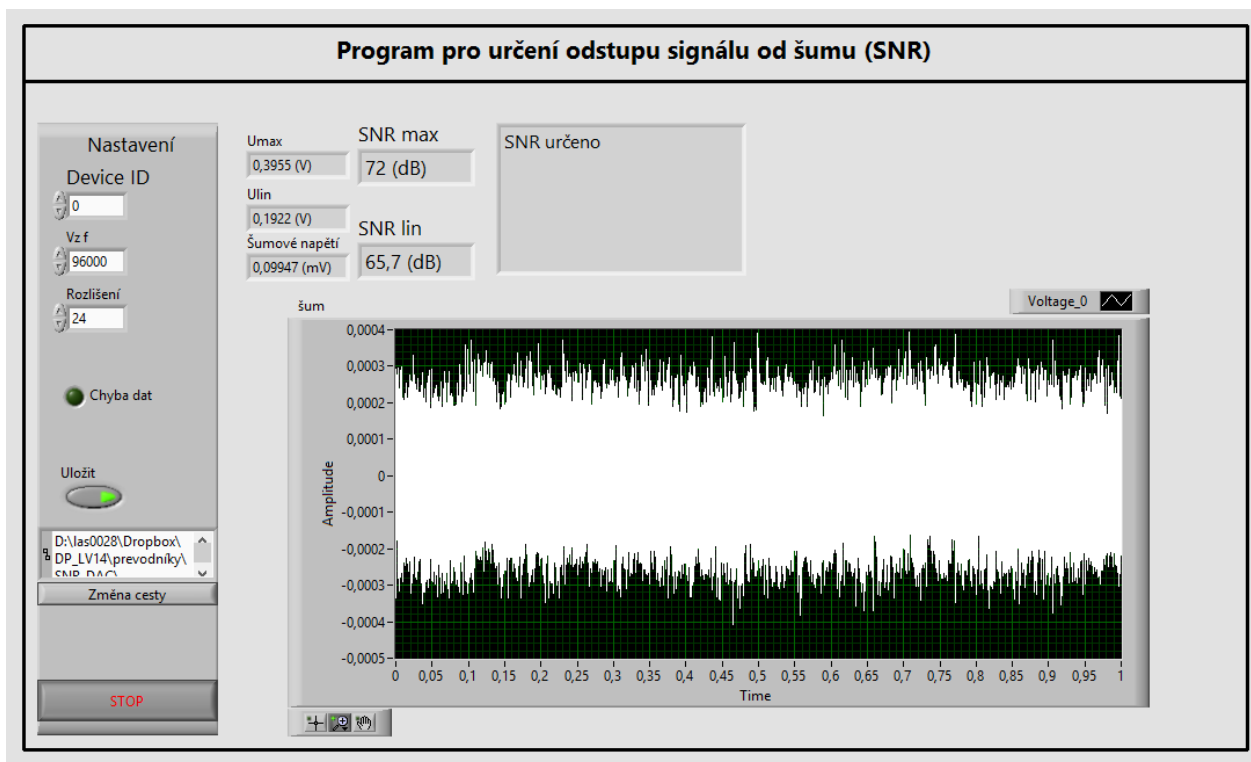 Program pro určení odstupu signálu od šumu (SNR)
Nastavení
Device ID
0
Vz f
96000
Rozlišení
24
Chyba dat
Uložit
D:\las0028\Dropbox\
DP_LV14\prevodníky\
SNR_DAC\
Změna cesty
STOP
Umax
0,3955 (V)
Ulin
0,1922 (V)
Šumové napětí
0,09947 (mV)
SNR max
72 (dB)
SNR lin
65,7 (dB)
SNR určeno
šum
Voltage_0
Amplitude
0,0004
0,0003
0,0002
0,0001
0
-0,0001
-0,0002
-0,0003
-0,0004
-0,0005
0 0,05 0,1 0,15 0,2 0,25 0,3 0,35 0,4 0,45 0,5 0,55 0,6 0,65 0,7 0,75 0,8 0,85 0,9 0,95 1
Time